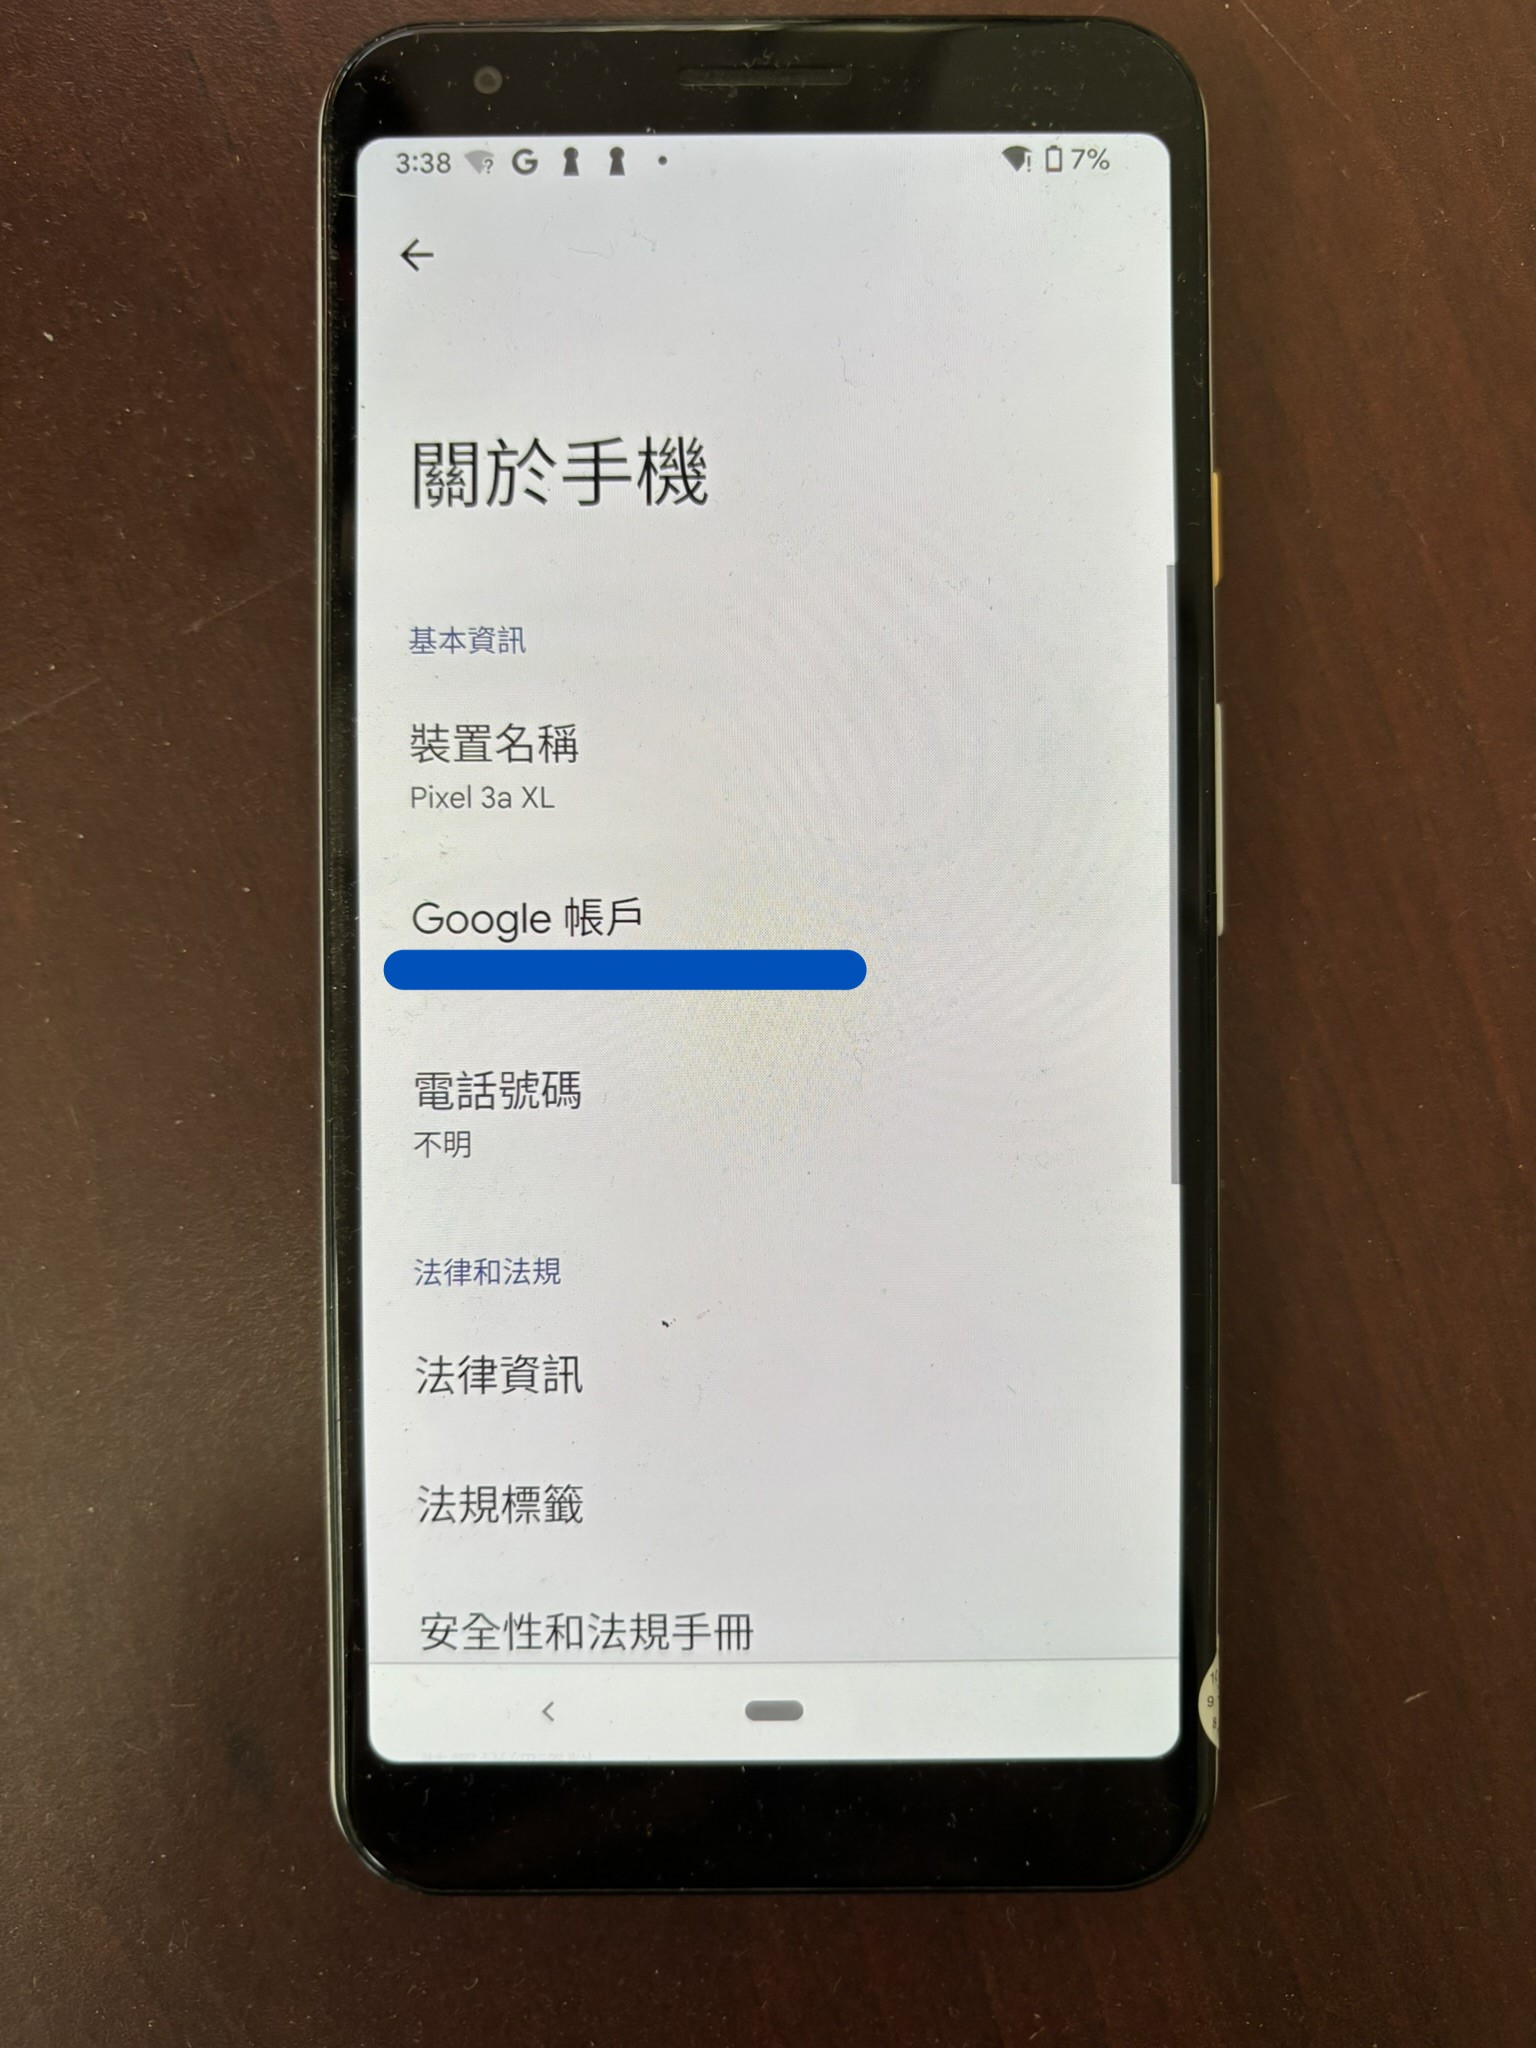 3:38
7%
關於手機
基本資訊
裝置名稱
Pixel 3a XL
Google 帳戶
電話號碼
不明
法律和法規
法律資訊
法規標籤
安全性和法規手冊
9
8